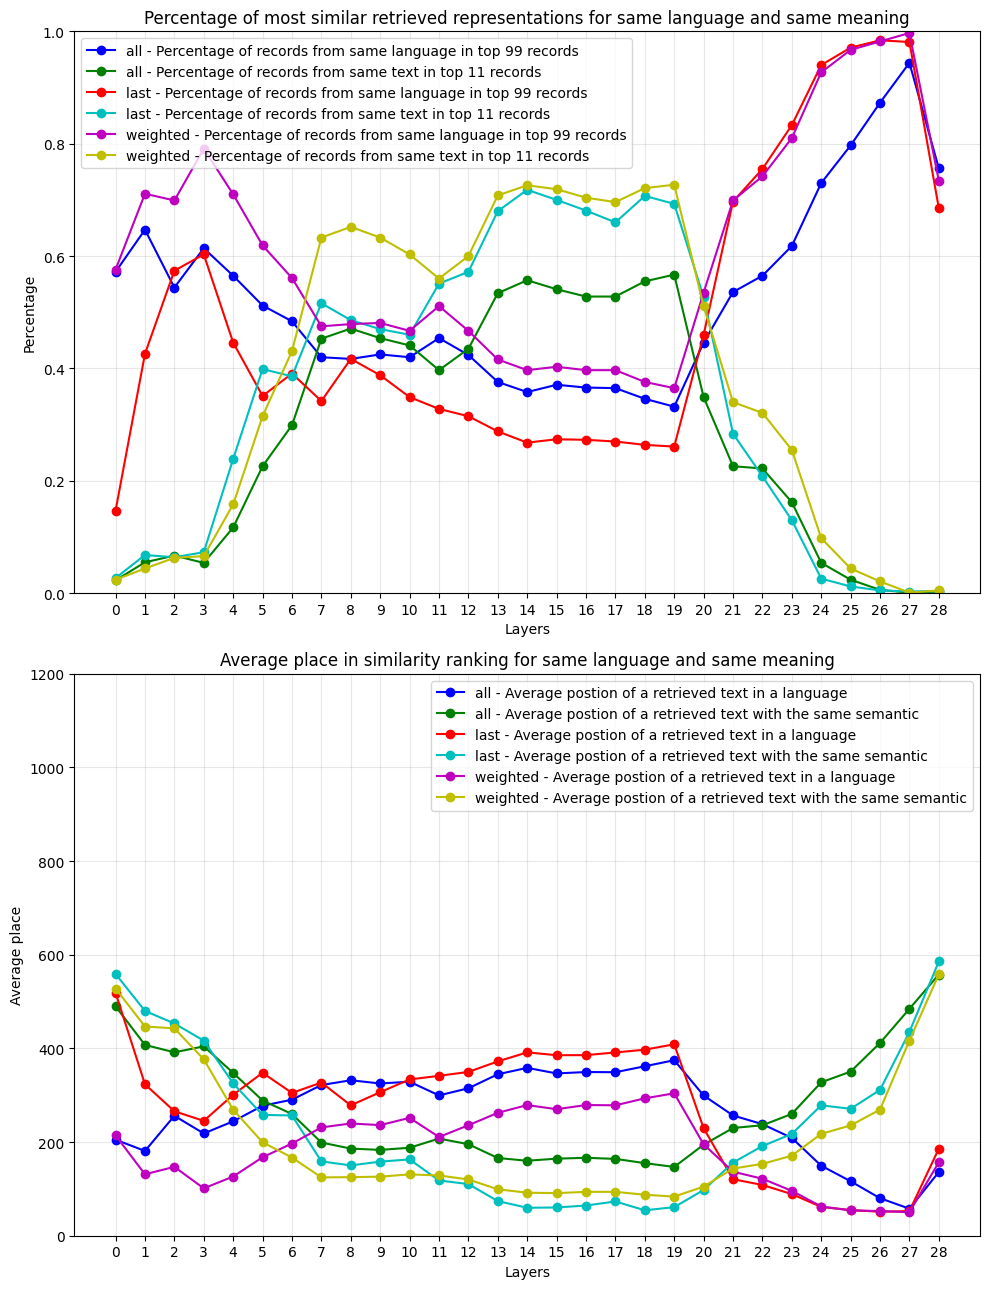 Percentage of most similar retrieved representations for same language and same meaning
1.0
0.8
0.6
0.4
0.2
0.0
Percentage
all - Percentage of records from same language in top 99 records
all - Percentage of records from same text in top 11 records
last - Percentage of records from same language in top 99 records
last - Percentage of records from same text in top 11 records
weighted - Percentage of records from same language in top 99 records
weighted - Percentage of records from same text in top 11 records
0 1 2 3 4 5 6 7 8 9 10 11 12 13 14 15 16 17 18 19 20 21 22 23 24 25 26 27 28
Layers
Average place in similarity ranking for same language and same meaning
1200
1000
800
600
400
200
0
Average place
all - Average postion of a retrieved text in a language
all - Average postion of a retrieved text with the same semantic
last - Average postion of a retrieved text in a language
last - Average postion of a retrieved text with the same semantic
weighted - Average postion of a retrieved text in a language
weighted - Average postion of a retrieved text with the same semantic
0 1 2 3 4 5 6 7 8 9 10 11 12 13 14 15 16 17 18 19 20 21 22 23 24 25 26 27 28
Layers